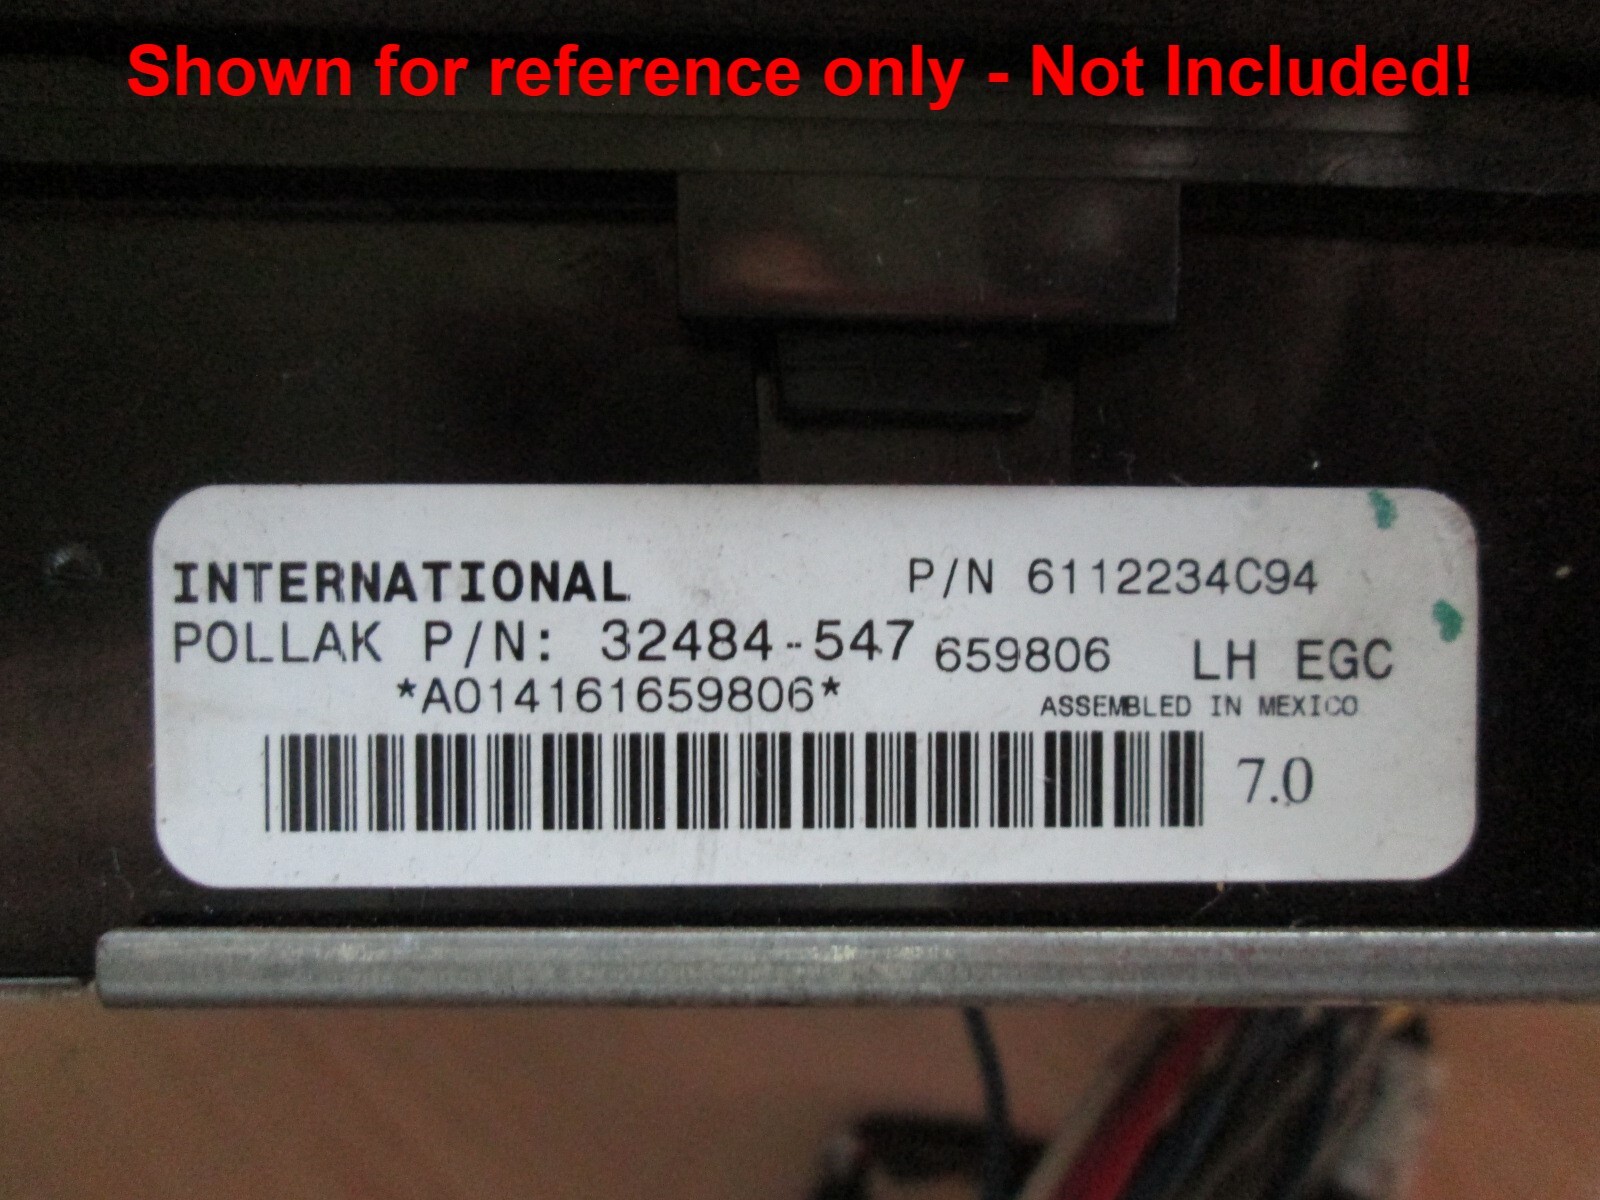 Shown for reference only - Not Included!
INTERNATIONAL P/N 6112234C94
POLLAK P/N: 32484-547 659806 LH EGC
*A014161659806* ASSEMBLED IN MEXICO
7.0